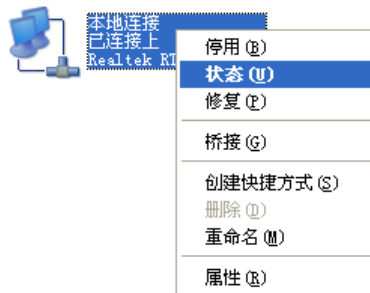 本地连接
已连接上
Realtek RT
停用(B)
状态(U)
修复(P)
桥接(G)
创建快捷方式(S)
删除(D)
重命名(M)
属性(R)